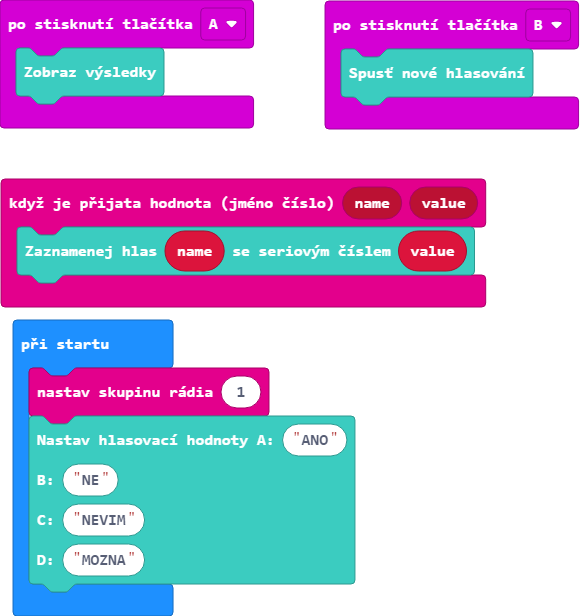 po stisknutí tlačítka A
Zobraz výsledky
po stisknutí tlačítka B
Spusť nové hlasování
když je přijata hodnota (jméno číslo) name value
Zaznamenej hlas name se seriovým číslem value
při startu
nastav skupinu rádia 1
Nastav hlasovací hodnoty A: "ANO"
B: "NE"
C: "NEVIM"
D: "MOZNA"